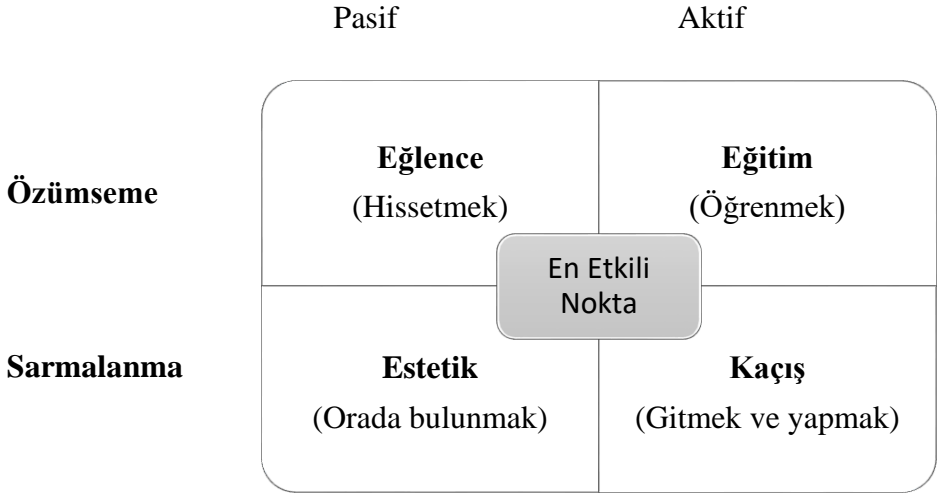 Pasif Aktif
Eğlence Eğitim
Özümseme
(Hissetmek) (Öğrenmek)
En Etkili
Nokta
Sarmalanma Estetik Kaçış
(Orada bulunmak) (Gitmek ve yapmak)